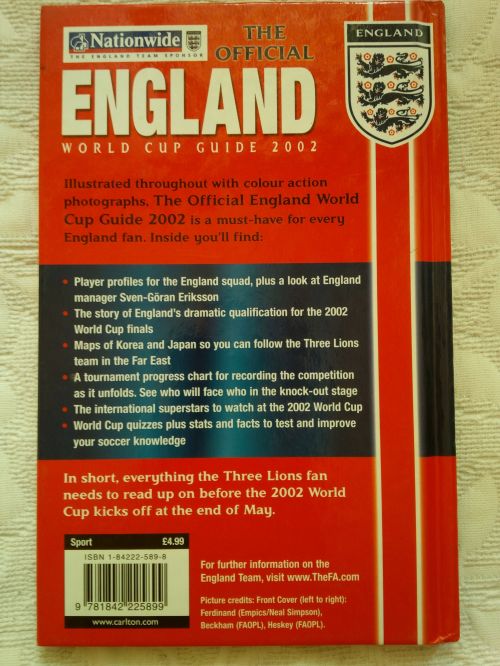 Nationwide
THE ENGLAND TEAM SPONSOR
THE
OFFICIAL
ENGLAND
ENGLAND
WORLD CUP GUIDE 2002
Illustrated throughout with colour action
photographs, The Official England World
Cup Guide 2002 is a must-have for every
England fan. Inside you'll find:
• Player profiles for the England squad, plus a look at England
manager Sven-Göran Eriksson
• The story of England's dramatic qualification for the 2002
World Cup finals
• Maps of Korea and Japan so you can follow the Three Lions
team in the Far East
• A tournament progress chart for recording the competition
as it unfolds. See who will face who in the knock-out stage
• The international superstars to watch at the 2002 World Cup
• World Cup quizzes plus stats and facts to test and improve
your soccer knowledge
In short, everything the Three Lions fan
needs to read up on before the 2002 World
Cup kicks off at the end of May.
Sport £4.99
ISBN 1-84222-589-8
9 781842 225899
www.carlton.com
For further information on the
England Team, visit www.TheFA.com
Picture credits: Front Cover (left to right):
Ferdinand (Empics/Neal Simpson),
Beckham (FAOPL), Heskey (FAOPL).